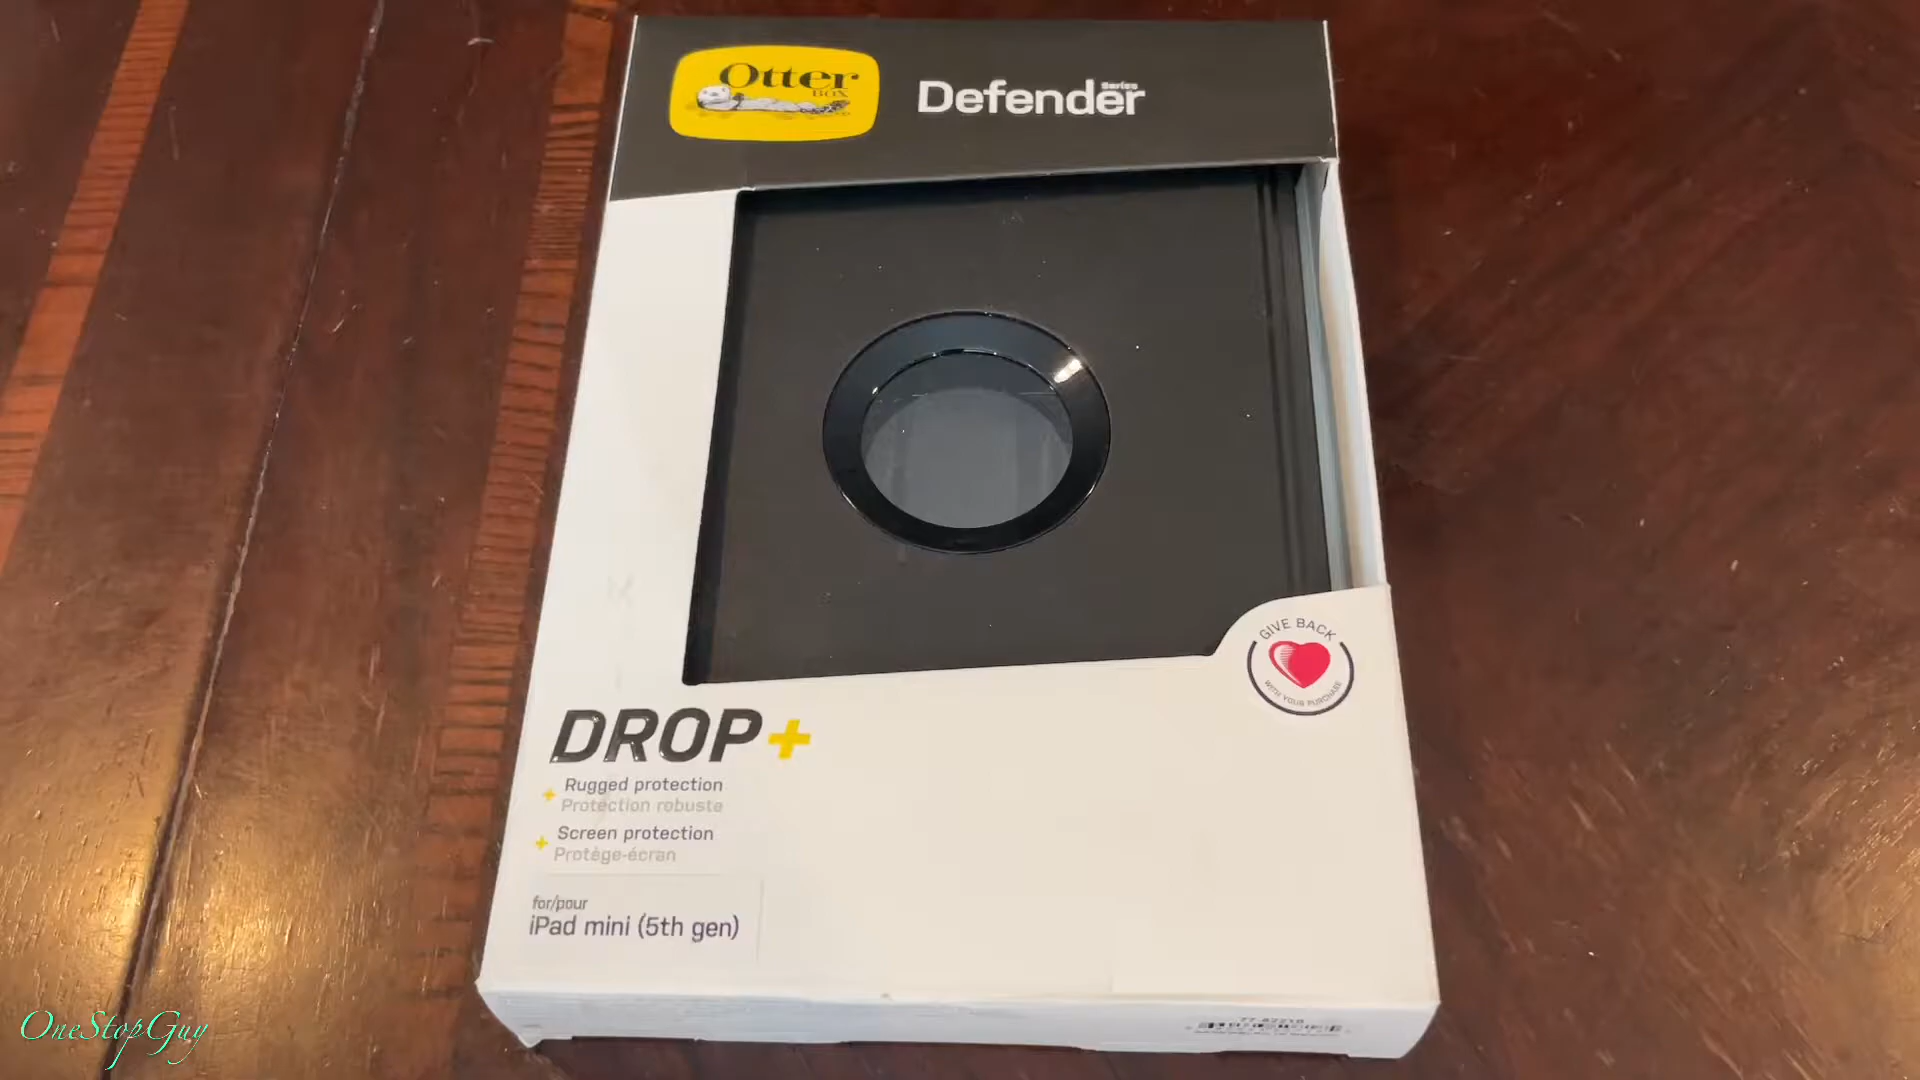 Otter
BOX
Defender
Series
GIVE BACK
WITH YOUR PURCHASE
DROP+
+ Rugged protection
Protection robuste
+ Screen protection
Protège-écran
for/pour
iPad mini (5th gen)
OneStopGuy